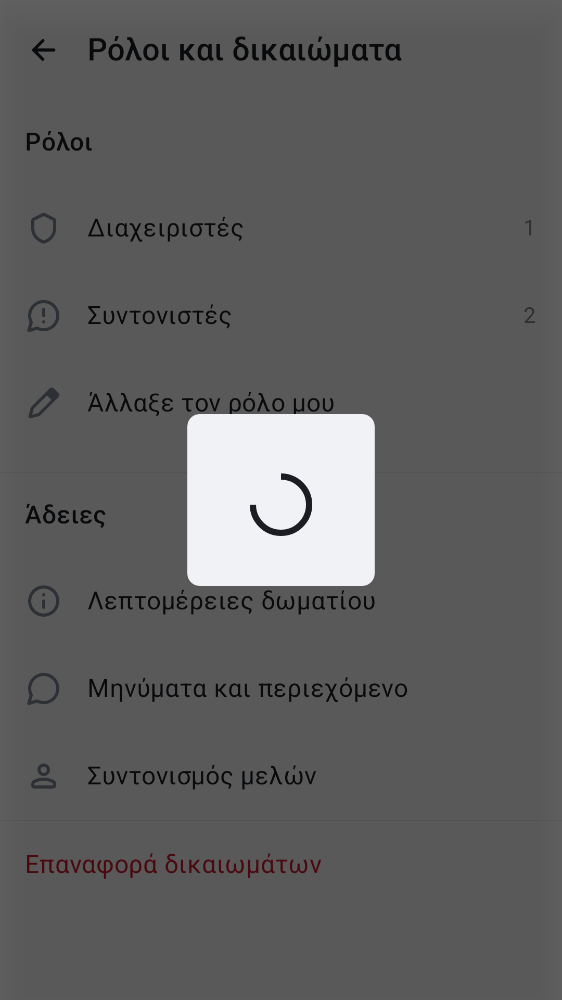 Ρόλοι και δικαιώματα
Ρόλοι
Διαχειριστές 1
Συντονιστές 2
Άλλαξε τον ρόλο μου
Άδειες
Λεπτομέρειες δωματίου
Μηνύματα και περιεχόμενο
Συντονισμός μελών
Επαναφορά δικαιωμάτων